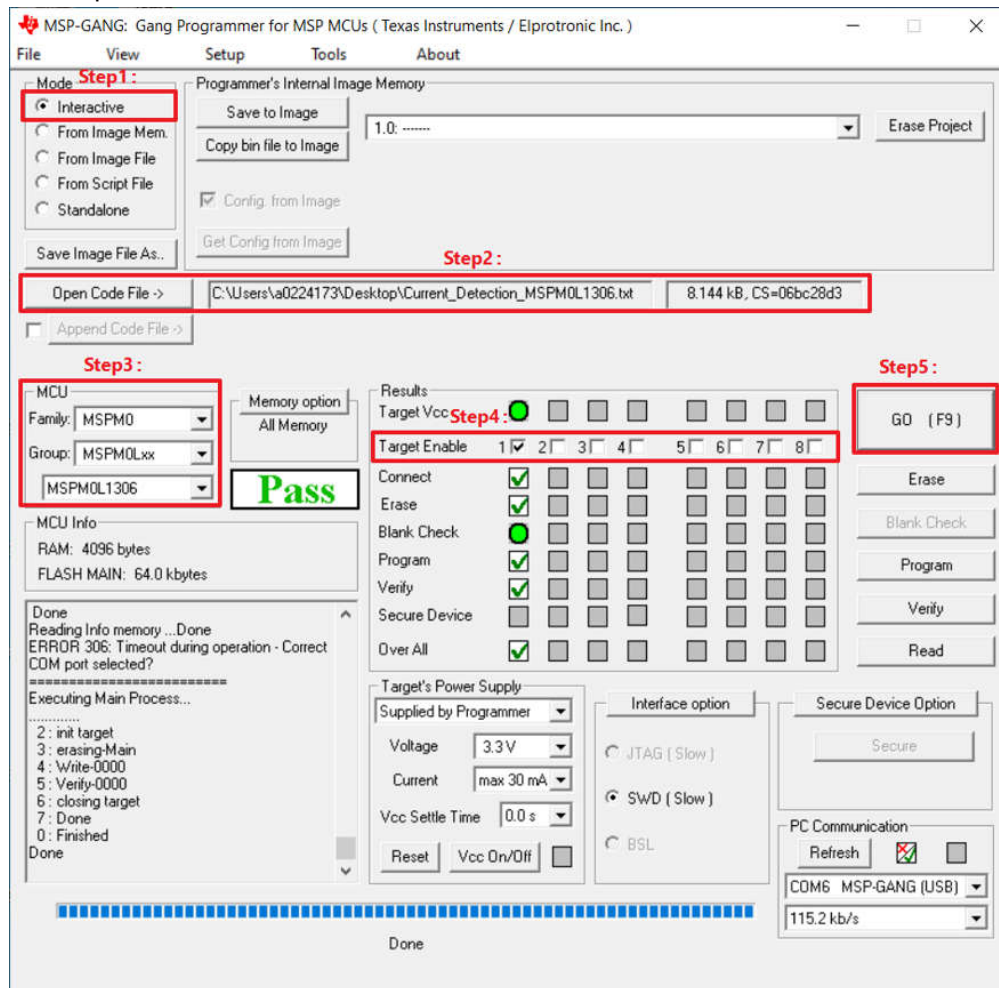 MSP-GANG: Gang Programmer for MSP MCUs ( Texas Instruments / Elprotronic Inc. )
File View Setup Tools About
Mode Step1: Programmer's Internal Image Memory
Interactive
From Image Mem.
From Image File
From Script File
Standalone
Save to Image
1.0: -------
Erase Project
Copy bin file to Image
Config. from Image
Get Config from Image
Save Image File As..
Step2:
Open Code File -> C:\Users\a0224173\Desktop\Current_Detection_MSPM0L1306.txt 8.144 kB, CS=06bc28d3
Append Code File ->
Step3:
MCU
Family: MSPM0
Group: MSPM0Lxx
MSPM0L1306
Memory option
All Memory
Pass
MCU Info
RAM: 4096 bytes
FLASH MAIN: 64.0 kbytes
Results
Target Vcc Step4:
Target Enable 1 2 3 4 5 6 7 8
Connect
Erase
Blank Check
Program
Verify
Secure Device
Over All
Step5:
GO (F9)
Erase
Blank Check
Program
Verify
Read
Done
Reading Info memory ...Done
ERROR 306: Timeout during operation - Correct
COM port selected?
=========================
Executing Main Process...
.............
2 : init target
3 : erasing-Main
4 : Write-0000
5 : Verify-0000
6 : closing target
7 : Done
0 : Finished
Done
Target's Power Supply
Supplied by Programmer
Voltage 3.3 V
Current max 30 mA
Vcc Settle Time 0.0 s
Reset Vcc On/Off
Interface option
JTAG ( Slow )
SWD ( Slow )
BSL
Secure Device Option
Secure
PC Communication
Refresh
COM6 MSP-GANG (USB)
115.2 kb/s
Done